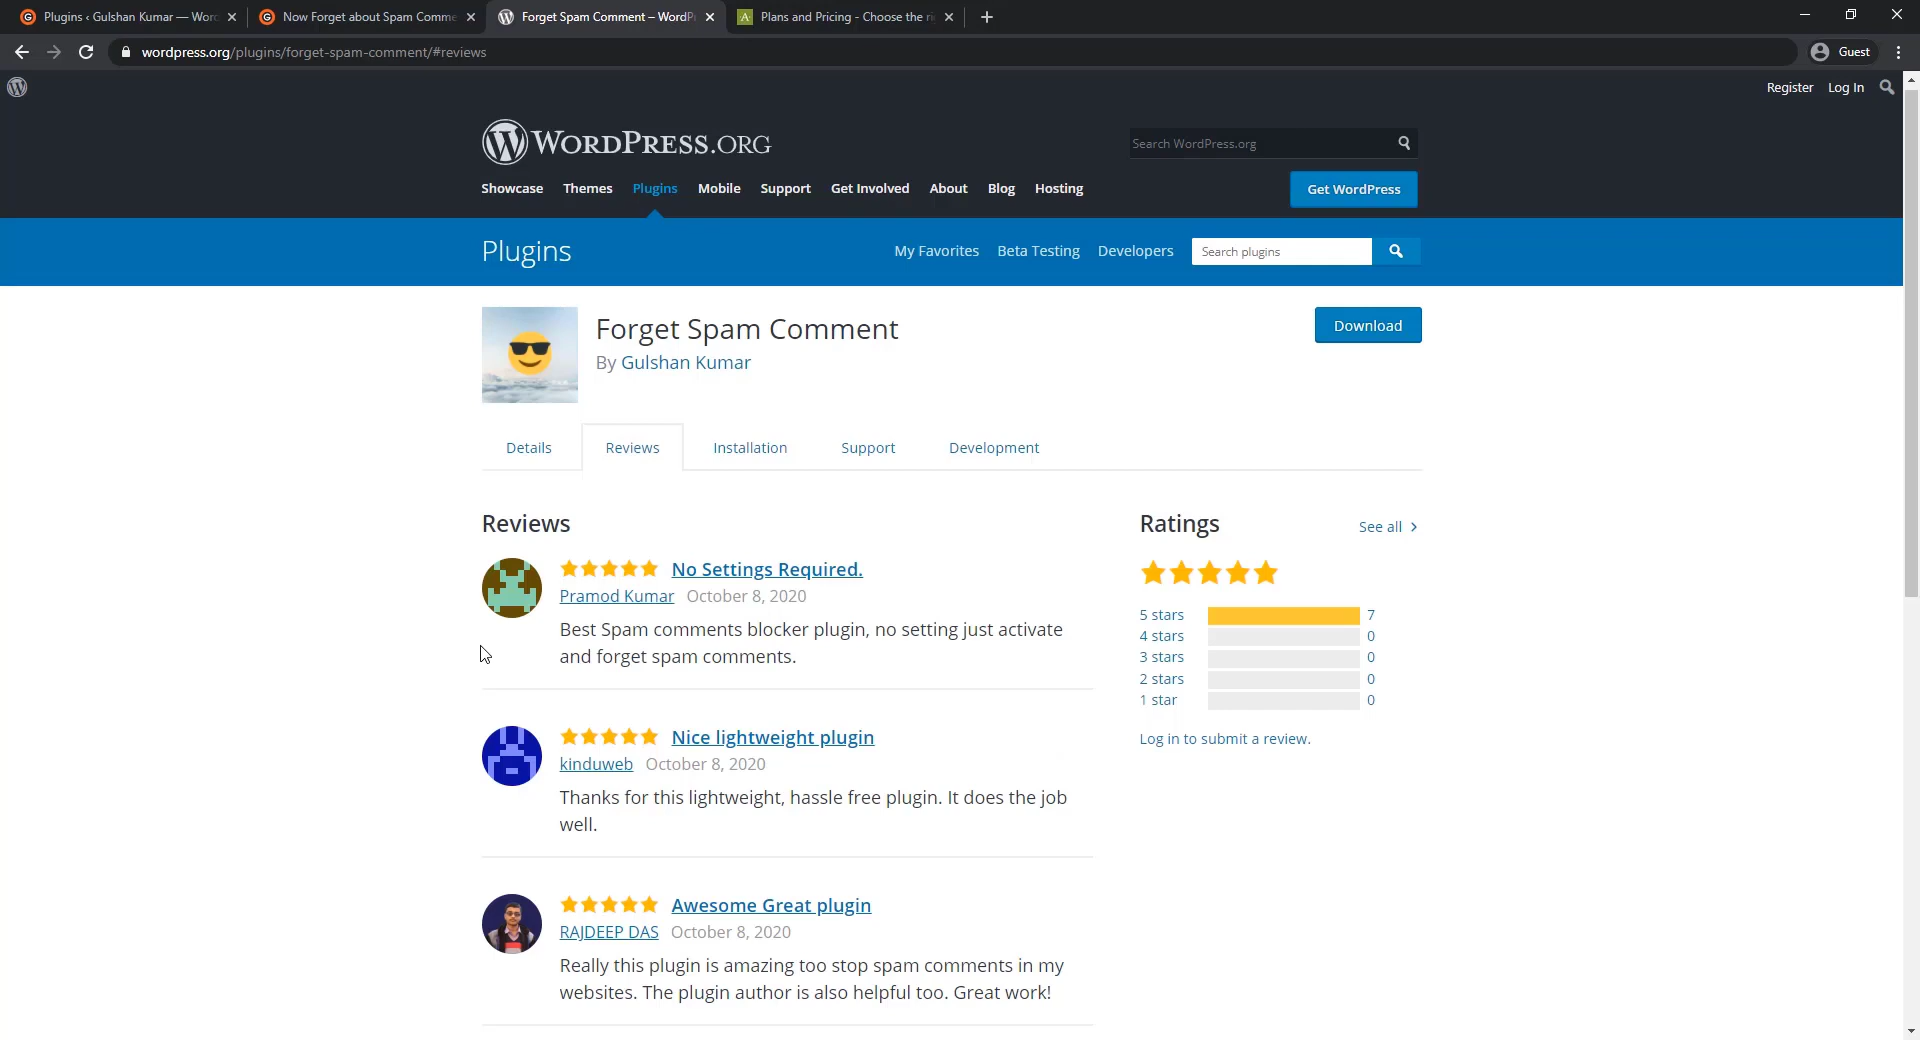 Plugins ‹ Gulshan Kumar — Wor
Now Forget about Spam Comme
Forget Spam Comment – WordP
Plans and Pricing - Choose the ri
wordpress.org/plugins/forget-spam-comment/#reviews
Guest
Register Log In
WORDPRESS.ORG
Search WordPress.org
Showcase Themes Plugins Mobile Support Get Involved About Blog Hosting
Get WordPress
Plugins
My Favorites Beta Testing Developers
Search plugins
Forget Spam Comment
By Gulshan Kumar
Download
Details Reviews Installation Support Development
Reviews
No Settings Required.
Pramod Kumar October 8, 2020
Best Spam comments blocker plugin, no setting just activate
and forget spam comments.
Nice lightweight plugin
kinduweb October 8, 2020
Thanks for this lightweight, hassle free plugin. It does the job
well.
Awesome Great plugin
RAJDEEP DAS October 8, 2020
Really this plugin is amazing too stop spam comments in my
websites. The plugin author is also helpful too. Great work!
Ratings
See all
5 stars 7
4 stars 0
3 stars 0
2 stars 0
1 star 0
Log in to submit a review.